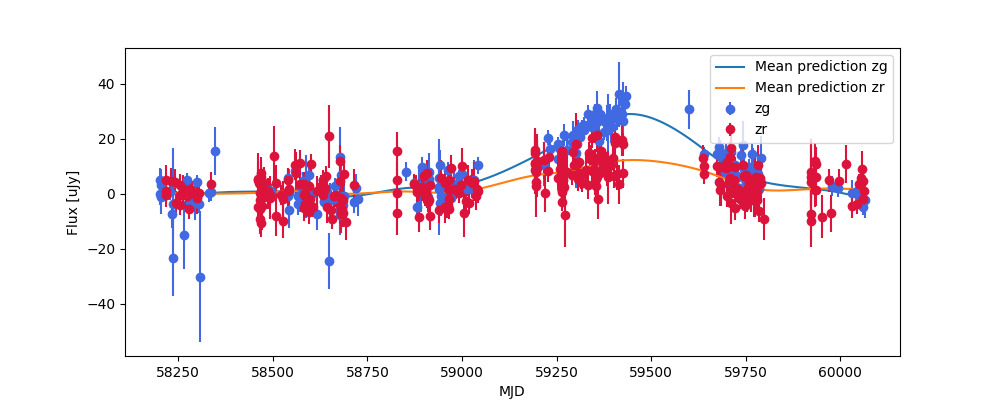 Mean prediction zg
Mean prediction zr
zg
zr
Flux [uJy]
40
20
0
−20
−40
58250
58500
58750
59000
59250
59500
59750
60000
MJD